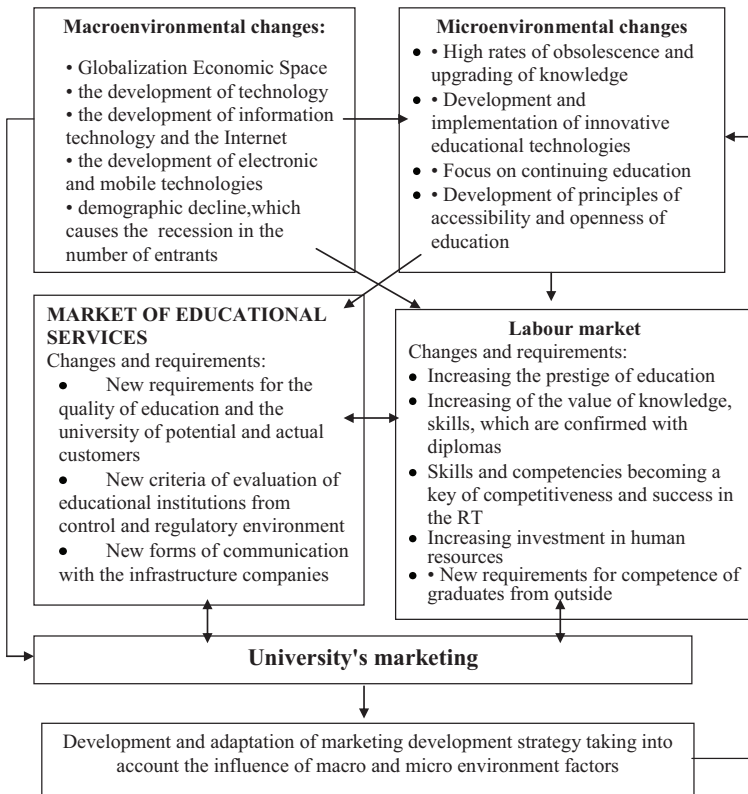 Macroenvironmental changes:
• Globalization Economic Space
• the development of technology
• the development of information
technology and the Internet
• the development of electronic
and mobile technologies
• demographic decline,which
causes the recession in the
number of entrants
Microenvironmental changes
● • High rates of obsolescence and
upgrading of knowledge
● • Development and
implementation of innovative
educational technologies
● • Focus on continuing education
● • Development of principles of
accessibility and openness of
education
MARKET OF EDUCATIONAL
SERVICES
Changes and requirements:
● New requirements for the
quality of education and the
university of potential and actual
customers
● New criteria of evaluation of
educational institutions from
control and regulatory environment
● New forms of communication
with the infrastructure companies
Labour market
Changes and requirements:
● Increasing the prestige of education
● Increasing of the value of knowledge,
skills, which are confirmed with
diplomas
● Skills and competencies becoming a
key of competitiveness and success in
the RT
● Increasing investment in human
resources
● • New requirements for competence of
graduates from outside
University's marketing
Development and adaptation of marketing development strategy taking into
account the influence of macro and micro environment factors